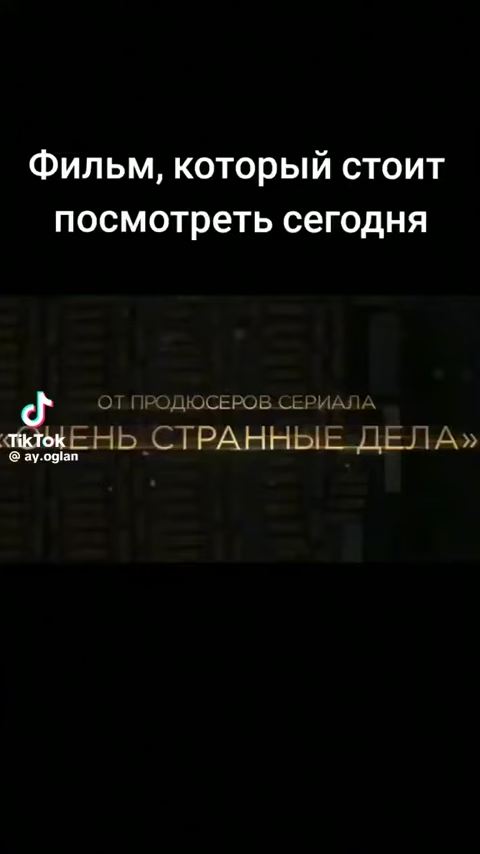 Фильм, который стоит
посмотреть сегодня
ОТ ПРОДЮСЕРОВ СЕРИАЛА
«ОЧЕНЬ СТРАННЫЕ ДЕЛА»
TikTok
@ ay.oglan